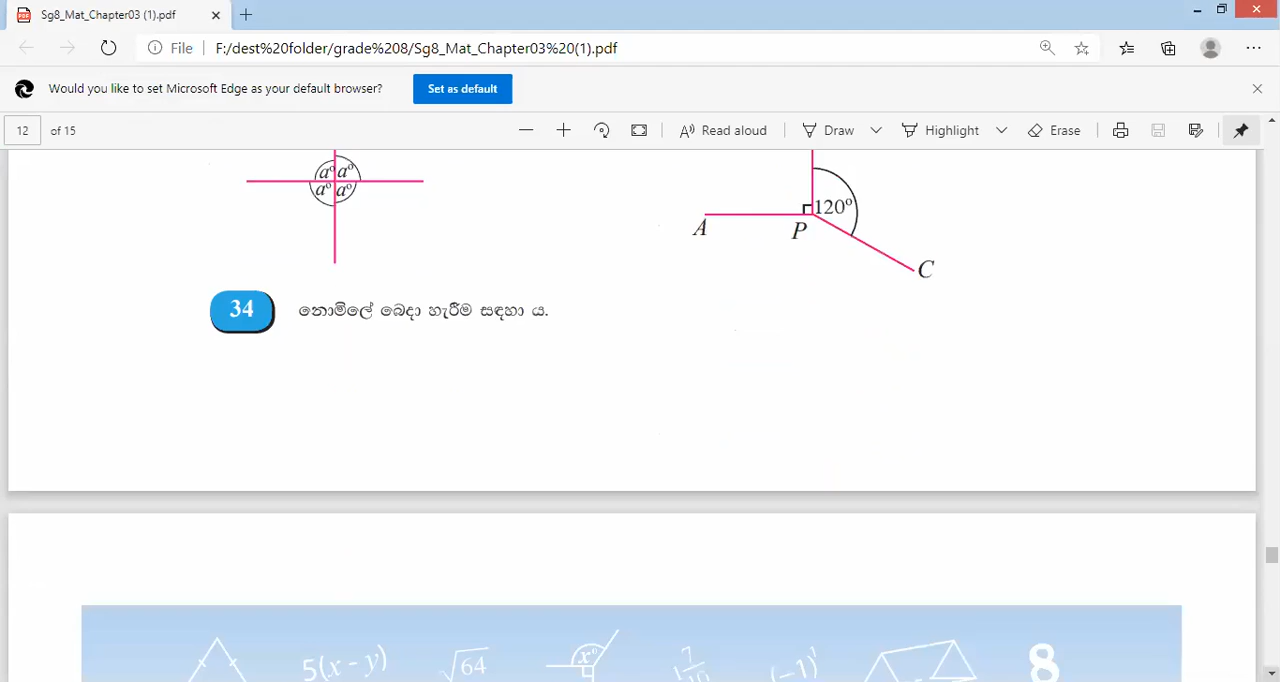 Sg8_Mat_Chapter03 (1).pdf
File F:/dest%20folder/grade%208/Sg8_Mat_Chapter03%20(1).pdf
Would you like to set Microsoft Edge as your default browser? Set as default
12 of 15 Read aloud Draw Highlight Erase
a° a°
a° a°
120°
A P
C
34 නොමිලේ බෙදා හැරීම සඳහා ය.
5(x – y) √64 x° 8
(–1)